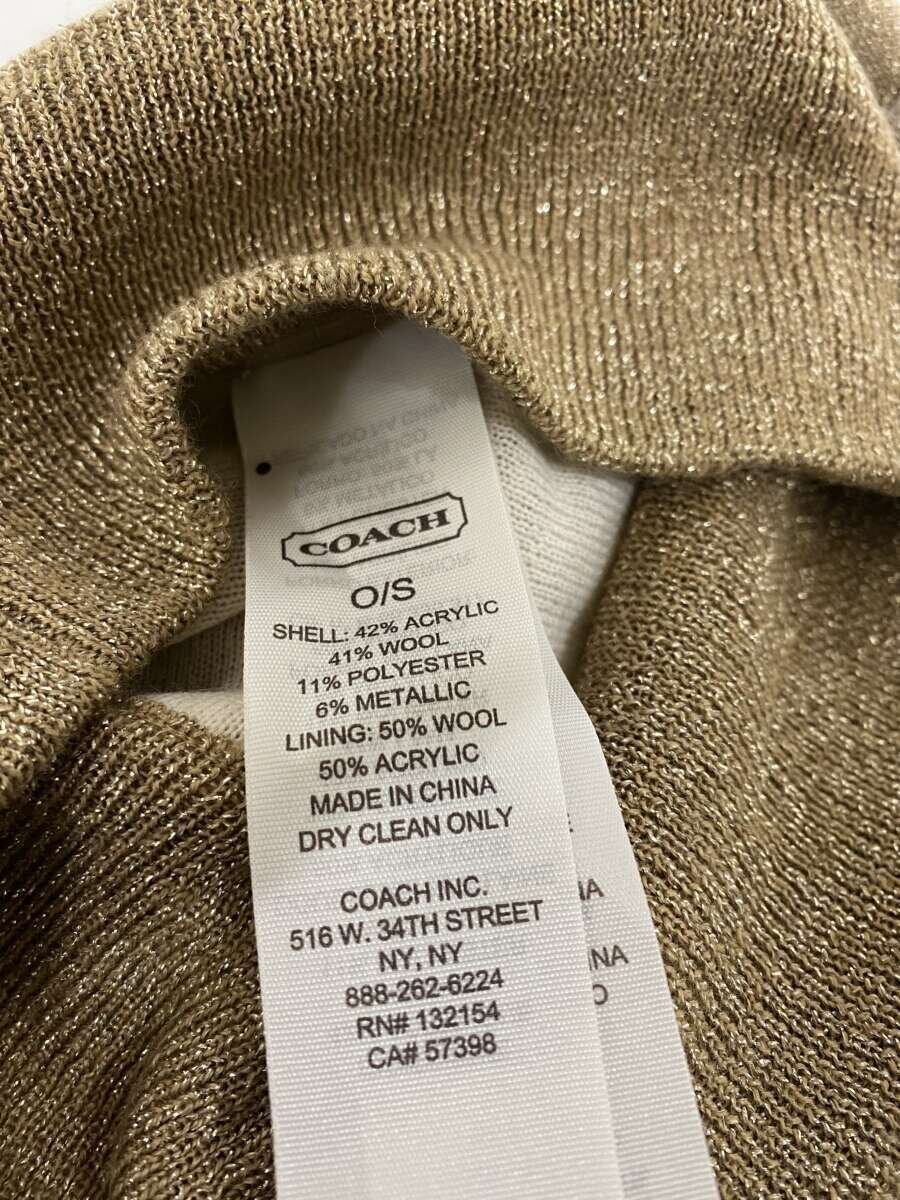 COACH
O/S
SHELL: 42% ACRYLIC
41% WOOL
11% POLYESTER
6% METALLIC
LINING: 50% WOOL
50% ACRYLIC
MADE IN CHINA
DRY CLEAN ONLY
COACH INC.
516 W. 34TH STREET
NY, NY
888-262-6224
RN# 132154
CA# 57398